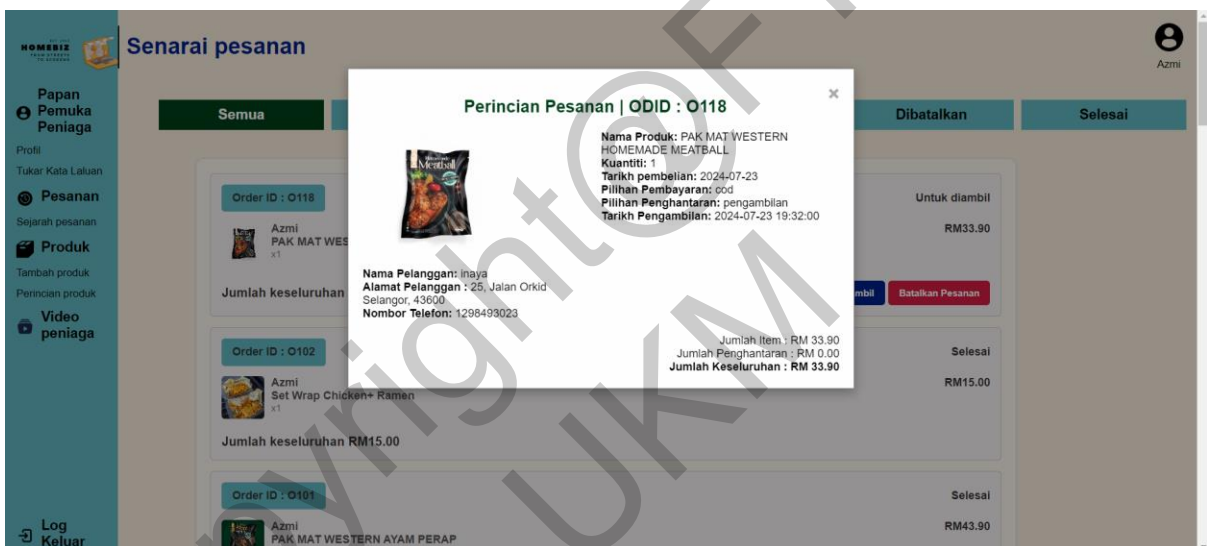 HOMEBIZ
Senarai pesanan
Azmi
Papan
Pemuka
Peniaga
Profil
Tukar Kata Laluan
Pesanan
Sejarah pesanan
Produk
Tambah produk
Perincian produk
Video
peniaga
Log
Keluar
Semua
Dibatalkan
Selesai
Perincian Pesanan | ODID : O118
×
Meatball
Nama Produk: PAK MAT WESTERN
HOMEMADE MEATBALL
Kuantiti: 1
Tarikh pembelian: 2024-07-23
Pilihan Pembayaran: cod
Pilihan Penghantaran: pengambilan
Tarikh Pengambilan: 2024-07-23 19:32:00
Nama Pelanggan: inaya
Alamat Pelanggan : 25, Jalan Orkid
Selangor, 43600
Nombor Telefon: 1298493023
Jumlah Item : RM 33.90
Jumlah Penghantaran : RM 0.00
Jumlah Keseluruhan : RM 33.90
Order ID : O118
Untuk diambil
Azmi
PAK MAT WES
x1
RM33.90
Jumlah keseluruhan
mbil
Batalkan Pesanan
Order ID : O102
Selesai
Azmi
Set Wrap Chicken+ Ramen
x1
RM15.00
Jumlah keseluruhan RM15.00
Order ID : O101
Selesai
Azmi
PAK MAT WESTERN AYAM PERAP
RM43.90
pyright@F
UKM